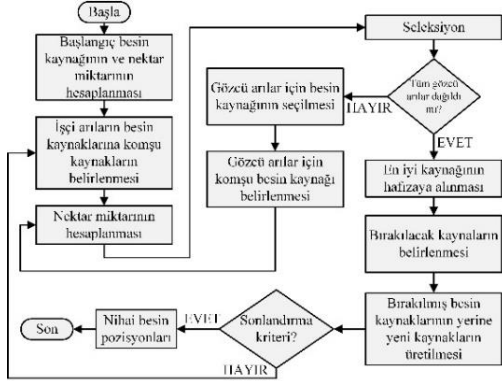 Başla
Başlangıç besin
kaynağının ve nektar
miktarının
hesaplanması
İşçi arıların besin
kaynaklarına komşu
kaynakların
belirlenmesi
Nektar miktarının
hesaplanması
Gözcü arılar için besin
kaynağının seçilmesi
Gözcü arılar için
komşu besin kaynağı
belirlenmesi
Seleksiyon
Tüm gözcü
arılar dağıldı
mı?
HAYIR
EVET
En iyi kaynağının
hafızaya alınması
Bırakılacak kaynaların
belirlenmesi
Bırakılmış besin
kaynaklarının yerine
yeni kaynakların
üretilmesi
Sonlandırma
kriteri?
EVET
HAYIR
Nihai besin
pozisyonları
Son